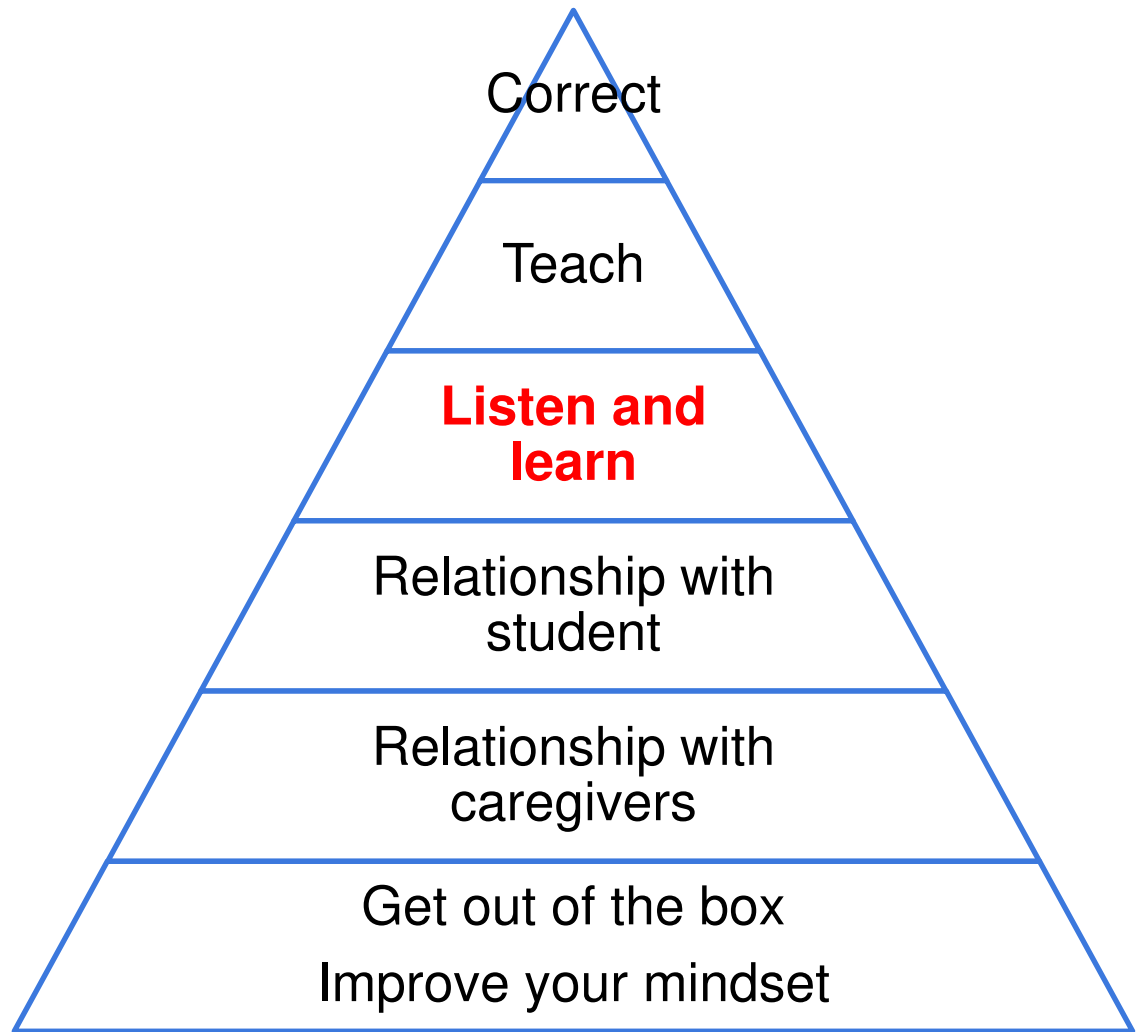 Correct
Teach
Listen and
learn
Relationship with
student
Relationship with
caregivers
Get out of the box
Improve your mindset